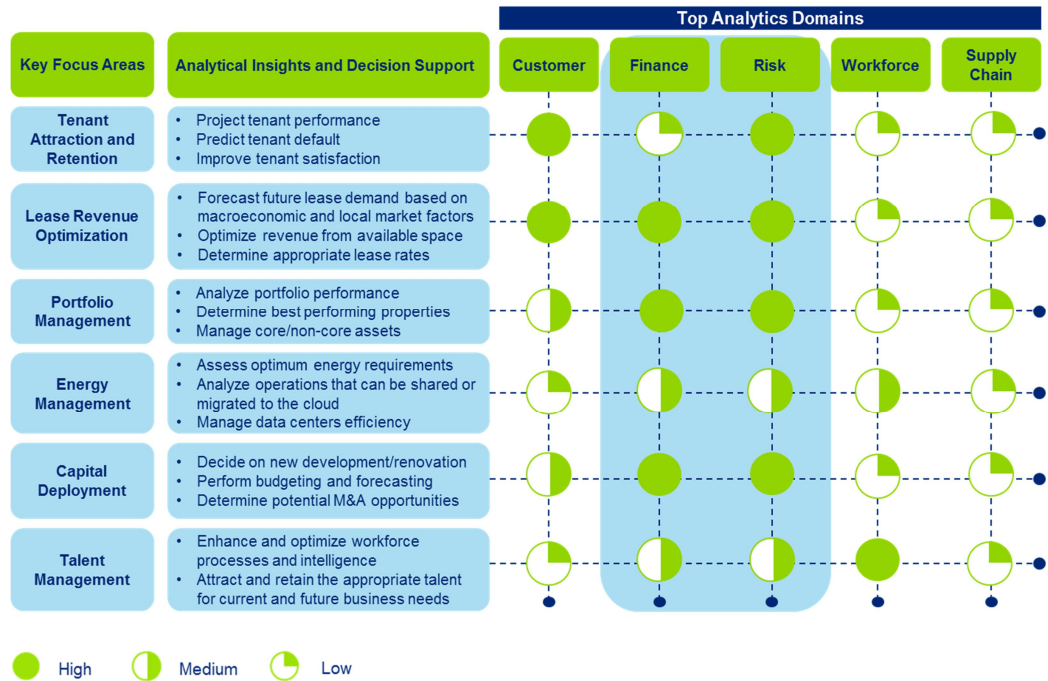 Top Analytics Domains
Key Focus Areas
Analytical Insights and Decision Support
Customer
Finance
Risk
Workforce
Supply
Chain
Tenant
Attraction and
Retention
• Project tenant performance
• Predict tenant default
• Improve tenant satisfaction
Lease Revenue
Optimization
• Forecast future lease demand based on
macroeconomic and local market factors
• Optimize revenue from available space
• Determine appropriate lease rates
Portfolio
Management
• Analyze portfolio performance
• Determine best performing properties
• Manage core/non-core assets
Energy
Management
• Assess optimum energy requirements
• Analyze operations that can be shared or
migrated to the cloud
• Manage data centers efficiency
Capital
Deployment
• Decide on new development/renovation
• Perform budgeting and forecasting
• Determine potential M&A opportunities
Talent
Management
• Enhance and optimize workforce
processes and intelligence
• Attract and retain the appropriate talent
for current and future business needs
High
Medium
Low